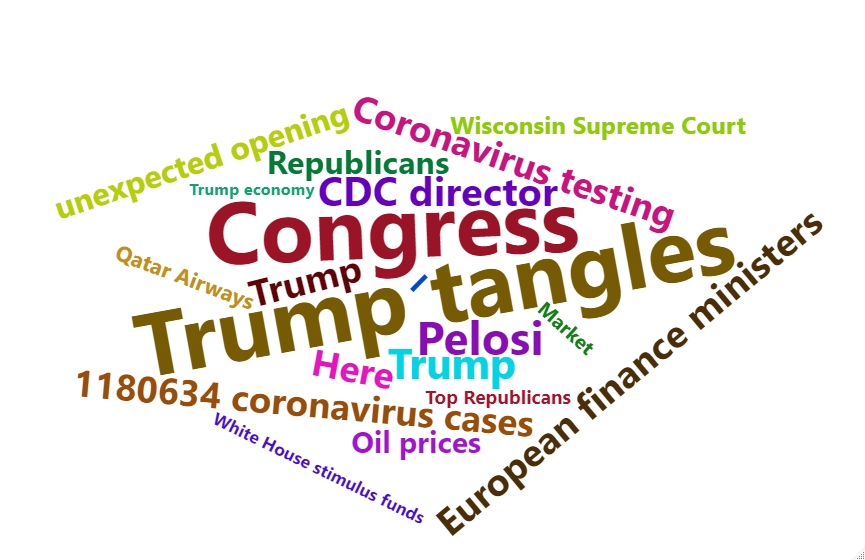 Coronavirus testing
unexpected opening
Wisconsin Supreme Court
Republicans
Trump economy
CDC director
Congress
Trump tangles
European finance ministers
Qatar Airways
Trump
Market
Pelosi
Here
Trump
1180634 coronavirus cases
Top Republicans
Oil prices
White House stimulus funds